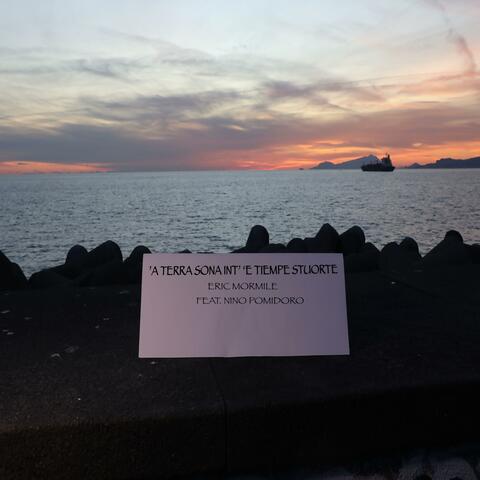 'A TERRA SONA INT' 'E TIEMPE STUORTE
ERIC MORMILE
FEAT. NINO POMIDORO